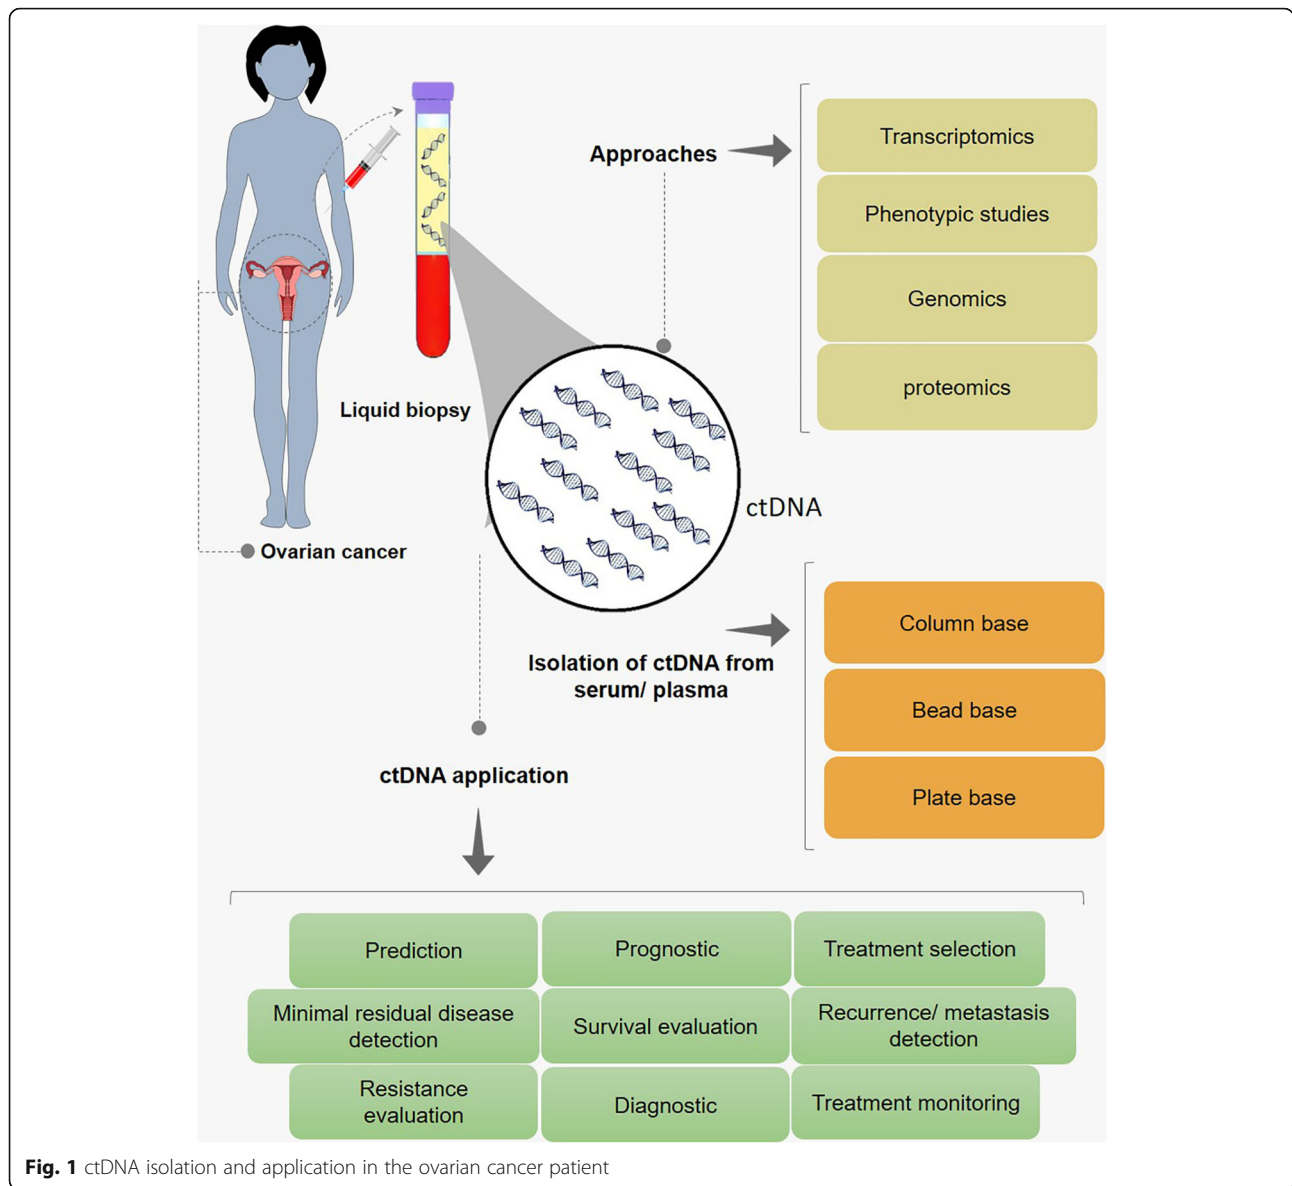 Approaches
Transcriptomics
Phenotypic studies
Genomics
proteomics
Liquid biopsy
ctDNA
Ovarian cancer
Isolation of ctDNA from
serum/ plasma
Column base
Bead base
Plate base
ctDNA application
Prediction
Prognostic
Treatment selection
Minimal residual disease
detection
Survival evaluation
Recurrence/ metastasis
detection
Resistance
evaluation
Diagnostic
Treatment monitoring
Fig. 1 ctDNA isolation and application in the ovarian cancer patient